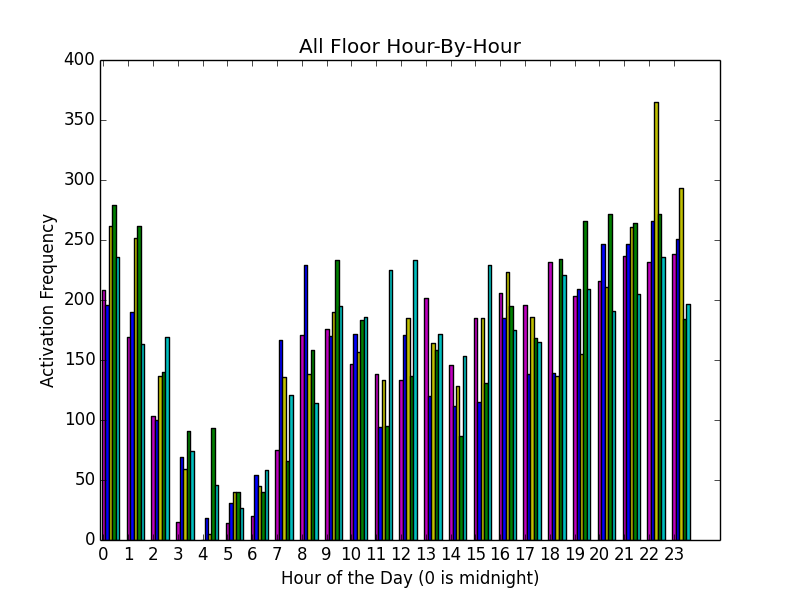 All Floor Hour-By-Hour
400
350
300
250
200
150
100
50
0
Activation Frequency
0 1 2 3 4 5 6 7 8 9 10 11 12 13 14 15 16 17 18 19 20 21 22 23
Hour of the Day (0 is midnight)